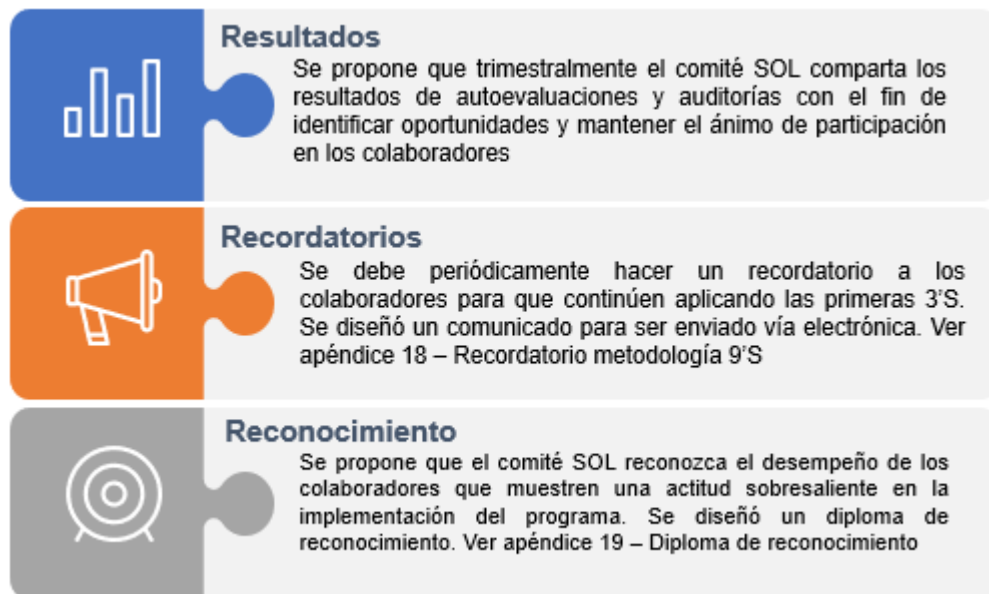 Resultados
Se propone que trimestralmente el comité SOL comparta los
resultados de autoevaluaciones y auditorías con el fin de
identificar oportunidades y mantener el ánimo de participación
en los colaboradores
Recordatorios
Se debe periódicamente hacer un recordatorio a los
colaboradores para que continúen aplicando las primeras 3'S.
Se diseñó un comunicado para ser enviado vía electrónica. Ver
apéndice 18 – Recordatorio metodología 9'S
Reconocimiento
Se propone que el comité SOL reconozca el desempeño de los
colaboradores que muestren una actitud sobresaliente en la
implementación del programa. Se diseñó un diploma de
reconocimiento. Ver apéndice 19 – Diploma de reconocimiento